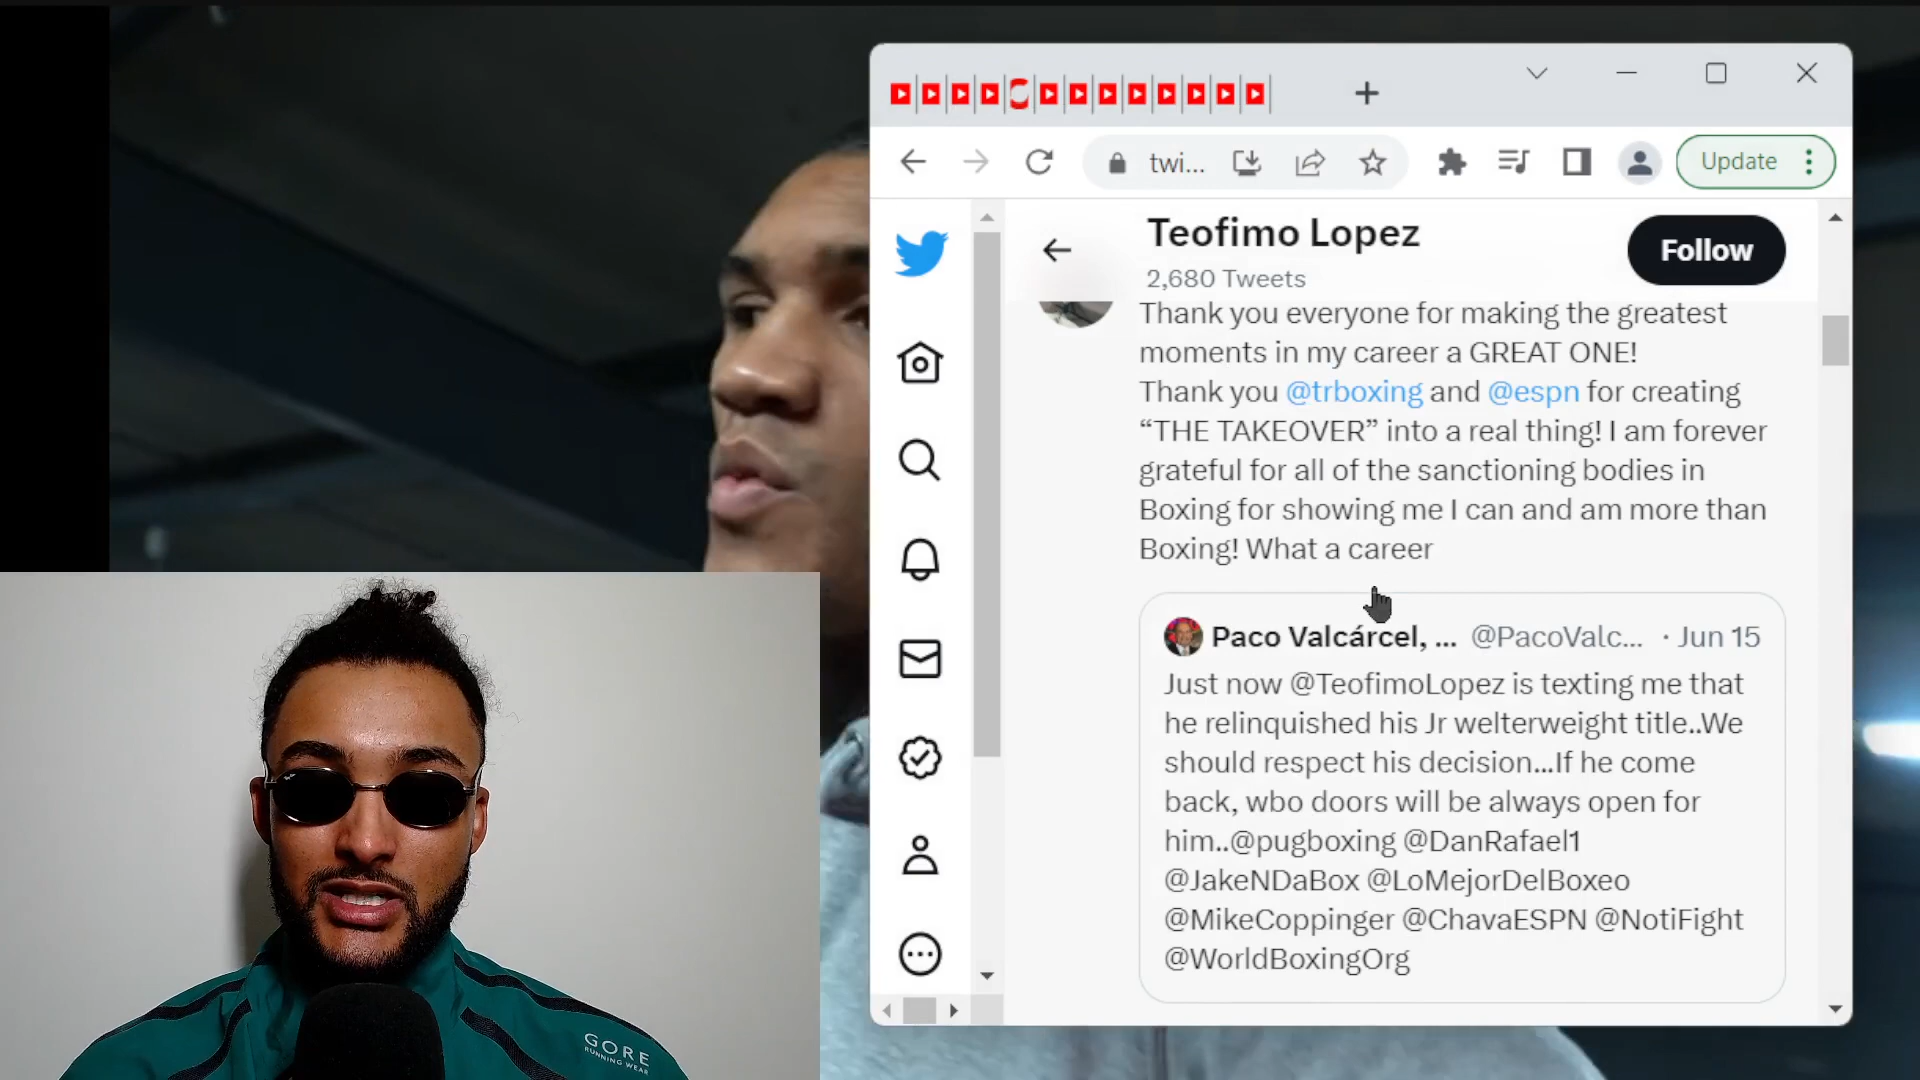 twi...
Update
Teofimo Lopez
2,680 Tweets
Follow
Thank you everyone for making the greatest
moments in my career a GREAT ONE!
Thank you @trboxing and @espn for creating
“THE TAKEOVER” into a real thing! I am forever
grateful for all of the sanctioning bodies in
Boxing for showing me I can and am more than
Boxing! What a career
Paco Valcárcel, ... @PacoValc... · Jun 15
Just now @TeofimoLopez is texting me that
he relinquished his Jr welterweight title..We
should respect his decision...If he come
back, wbo doors will be always open for
him..@pugboxing @DanRafael1
@JakeNDaBox @LoMejorDelBoxeo
@MikeCoppinger @ChavaESPN @NotiFight
@WorldBoxingOrg
GORE
RUNNING WEAR